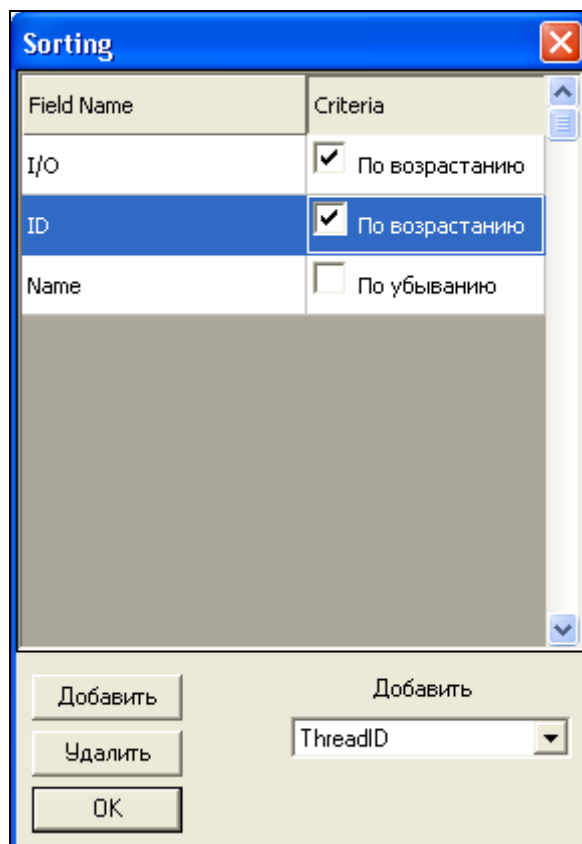 Sorting
Field Name Criteria
I/O По возрастанию
ID По возрастанию
Name По убыванию
Добавить Добавить
ThreadID
Удалить
OK